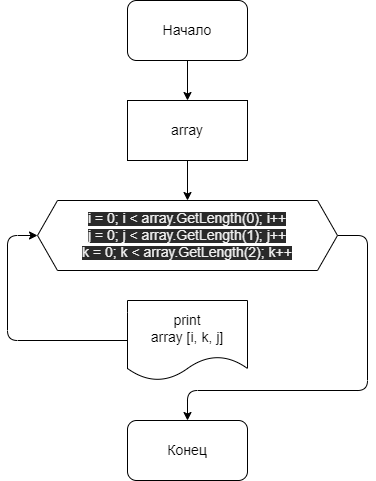 Начало
array
i = 0; i < array.GetLength(0); i++
j = 0; j < array.GetLength(1); j++
k = 0; k < array.GetLength(2); k++
print
array [i, k, j]
Конец